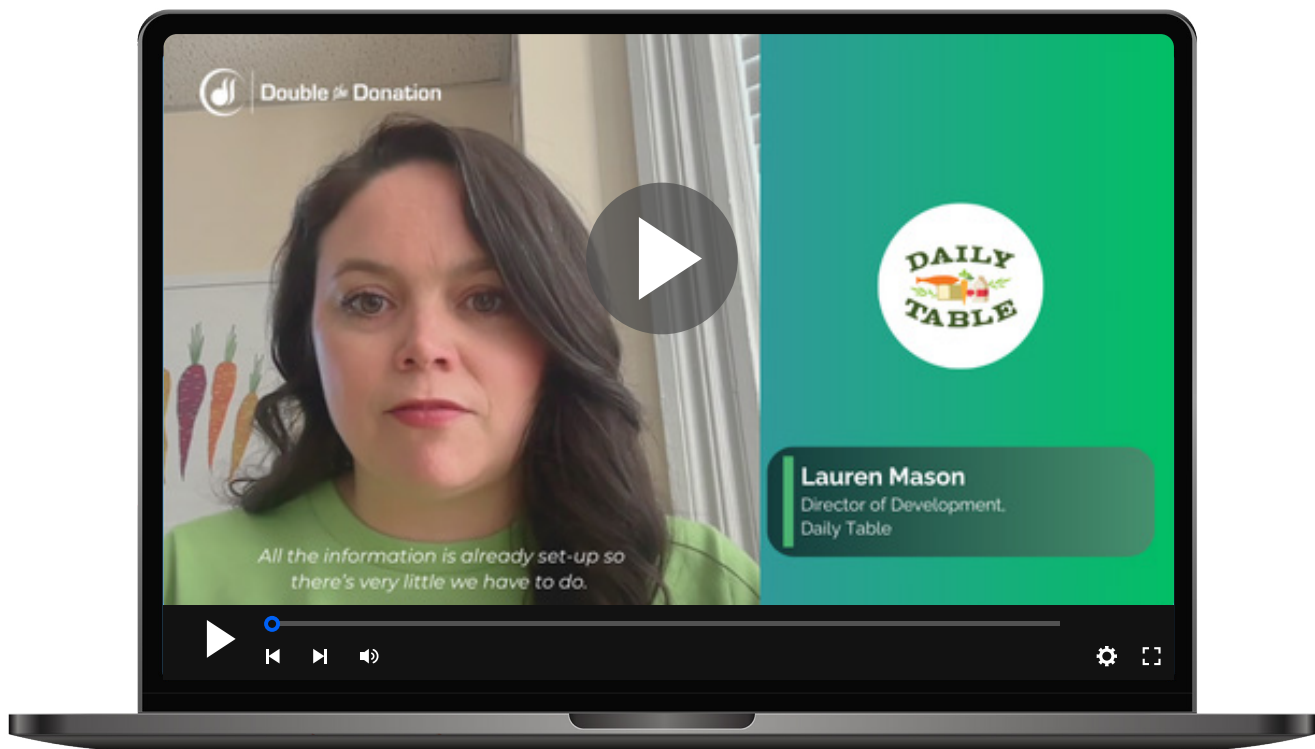 Double the Donation
DAILY
TABLE
Lauren Mason
Director of Development,
Daily Table
All the information is already set-up so
there's very little we have to do.